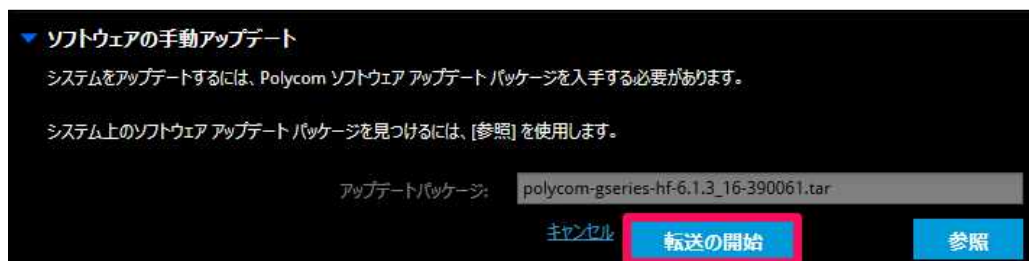 ソフトウェアの手動アップデート
システムをアップデートするには、Polycom ソフトウェア アップデート パッケージを入手する必要があります。
システム上のソフトウェア アップデート パッケージを見つけるには、[参照] を使用します。
アップデートパッケージ: polycom-gseries-hf-6.1.3_16-390061.tar
キャンセル 転送の開始 参照